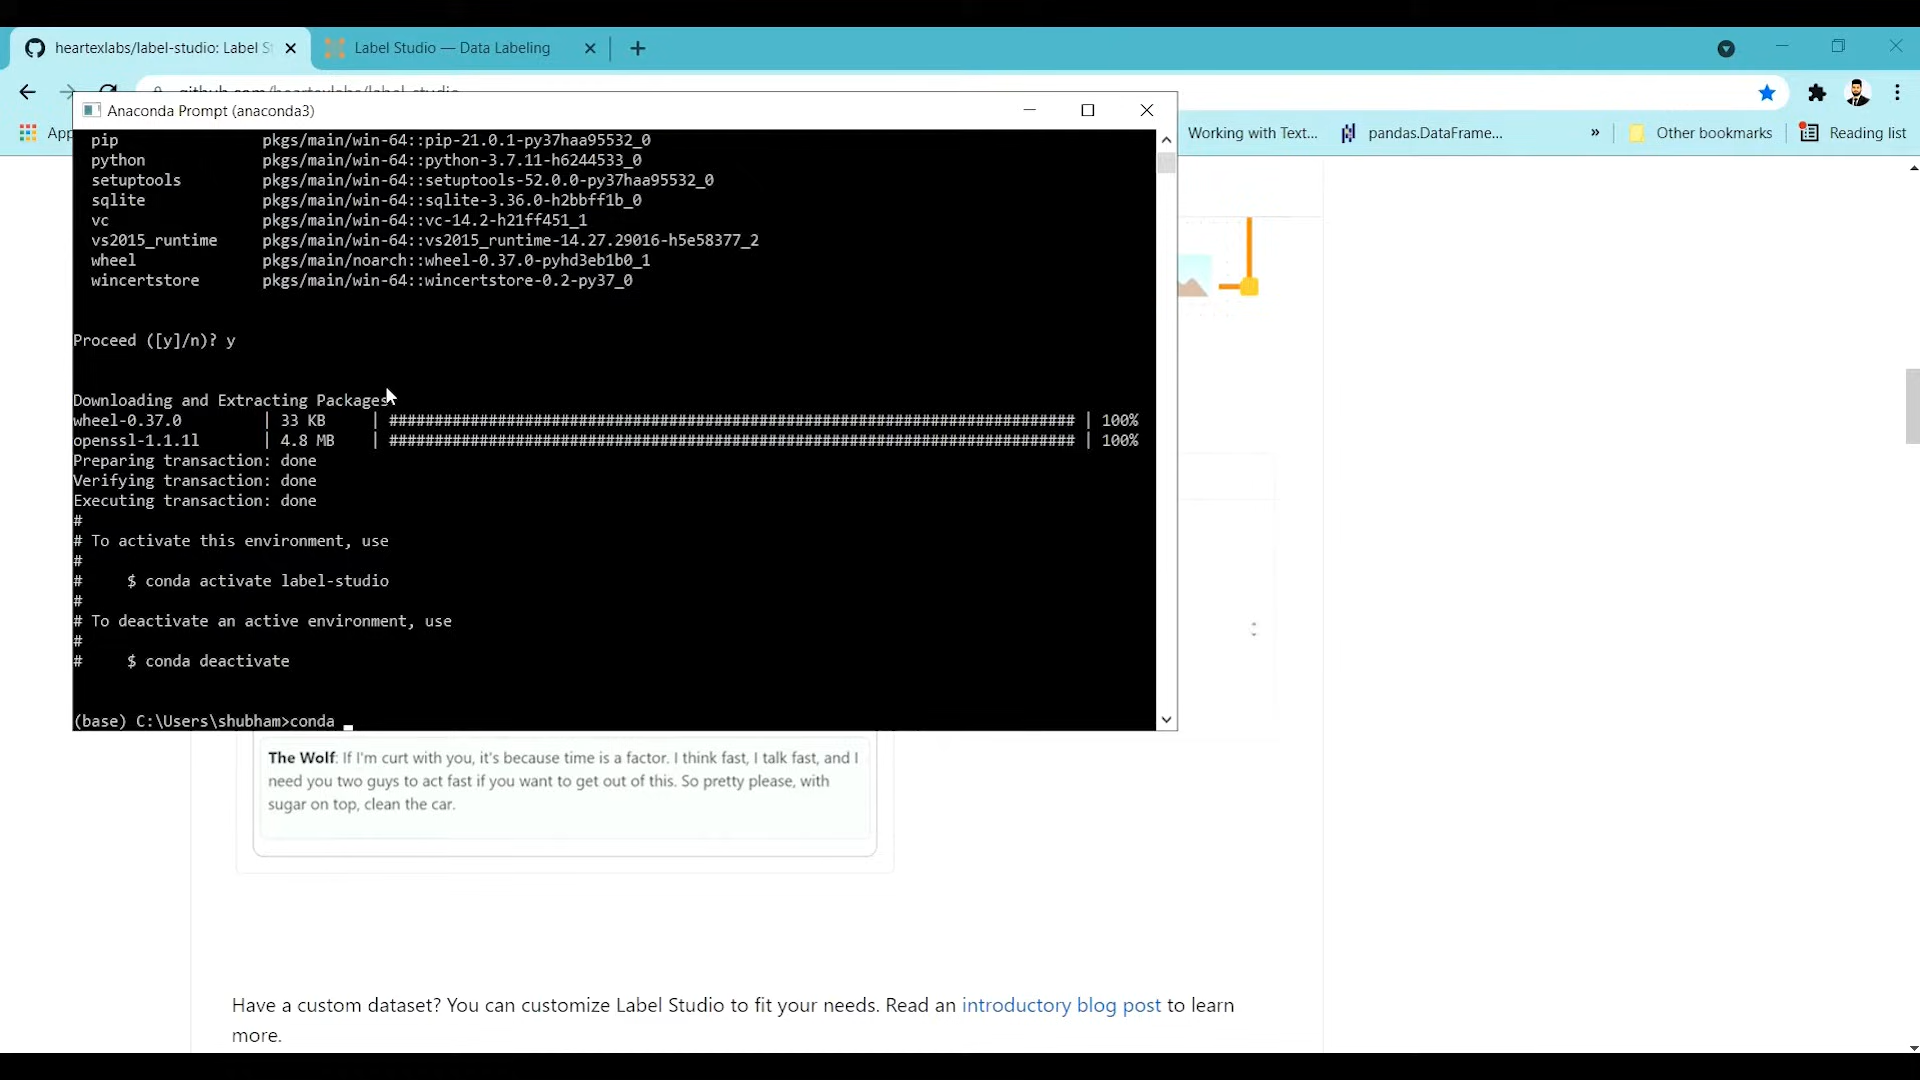 heartexlabs/label-studio: Label St
Label Studio — Data Labeling
Anaconda Prompt (anaconda3)
Working with Text...
pandas.DataFrame...
»
Other bookmarks
Reading list
pip pkgs/main/win-64::pip-21.0.1-py37haa95532_0
python pkgs/main/win-64::python-3.7.11-h6244533_0
setuptools pkgs/main/win-64::setuptools-52.0.0-py37haa95532_0
sqlite pkgs/main/win-64::sqlite-3.36.0-h2bbff1b_0
vc pkgs/main/win-64::vc-14.2-h21ff451_1
vs2015_runtime pkgs/main/win-64::vs2015_runtime-14.27.29016-h5e58377_2
wheel pkgs/main/noarch::wheel-0.37.0-pyhd3eb1b0_1
wincertstore pkgs/main/win-64::wincertstore-0.2-py37_0
Proceed ([y]/n)? y
Downloading and Extracting Packages
wheel-0.37.0 | 33 KB | ############################################################################ | 100%
openssl-1.1.1l | 4.8 MB | ############################################################################ | 100%
Preparing transaction: done
Verifying transaction: done
Executing transaction: done
#
# To activate this environment, use
#
# $ conda activate label-studio
#
# To deactivate an active environment, use
#
# $ conda deactivate
(base) C:\Users\shubham>conda _
The Wolf: If I'm curt with you, it's because time is a factor. I think fast, I talk fast, and I
need you two guys to act fast if you want to get out of this. So pretty please, with
sugar on top, clean the car.
Have a custom dataset? You can customize Label Studio to fit your needs. Read an introductory blog post to learn
more.